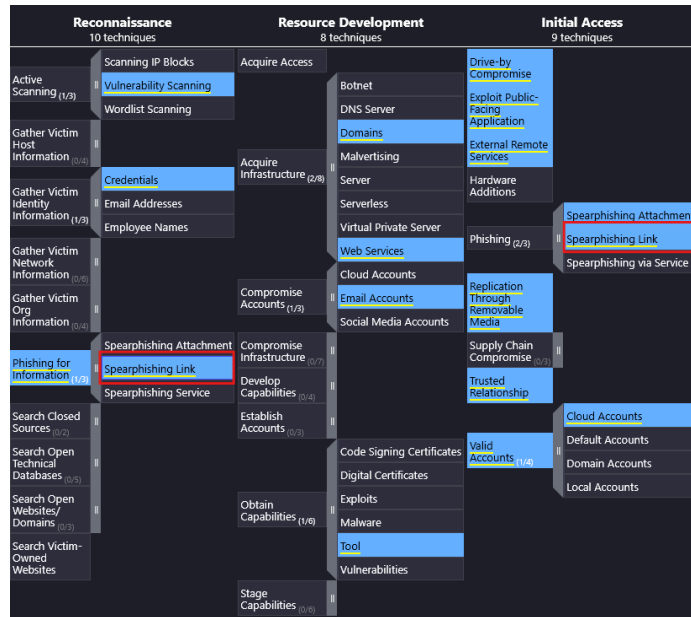 Reconnaissance
10 techniques
Active
Scanning (1/3)
Scanning IP Blocks
Vulnerability Scanning
Wordlist Scanning
Gather Victim
Host
Information (0/4)
Gather Victim
Identity
Information (1/3)
Credentials
Email Addresses
Employee Names
Gather Victim
Network
Information (0/6)
Gather Victim
Org
Information (0/4)
Phishing for
Information (1/3)
Spearphishing Attachment
Spearphishing Link
Spearphishing Service
Search Closed
Sources (0/2)
Search Open
Technical
Databases (0/5)
Search Open
Websites/
Domains (0/3)
Search Victim-
Owned
Websites
Resource Development
8 techniques
Acquire Access
Acquire
Infrastructure (2/8)
Botnet
DNS Server
Domains
Malvertising
Server
Serverless
Virtual Private Server
Web Services
Compromise
Accounts (1/3)
Cloud Accounts
Email Accounts
Social Media Accounts
Compromise
Infrastructure (0/7)
Develop
Capabilities (0/4)
Establish
Accounts (0/3)
Obtain
Capabilities (1/6)
Code Signing Certificates
Digital Certificates
Exploits
Malware
Tool
Vulnerabilities
Stage
Capabilities (0/6)
Initial Access
9 techniques
Drive-by
Compromise
Exploit Public-
Facing
Application
External Remote
Services
Hardware
Additions
Phishing (2/3)
Spearphishing Attachmen
Spearphishing Link
Spearphishing via Service
Replication
Through
Removable
Media
Supply Chain
Compromise (0/3)
Trusted
Relationship
Valid
Accounts (1/4)
Cloud Accounts
Default Accounts
Domain Accounts
Local Accounts